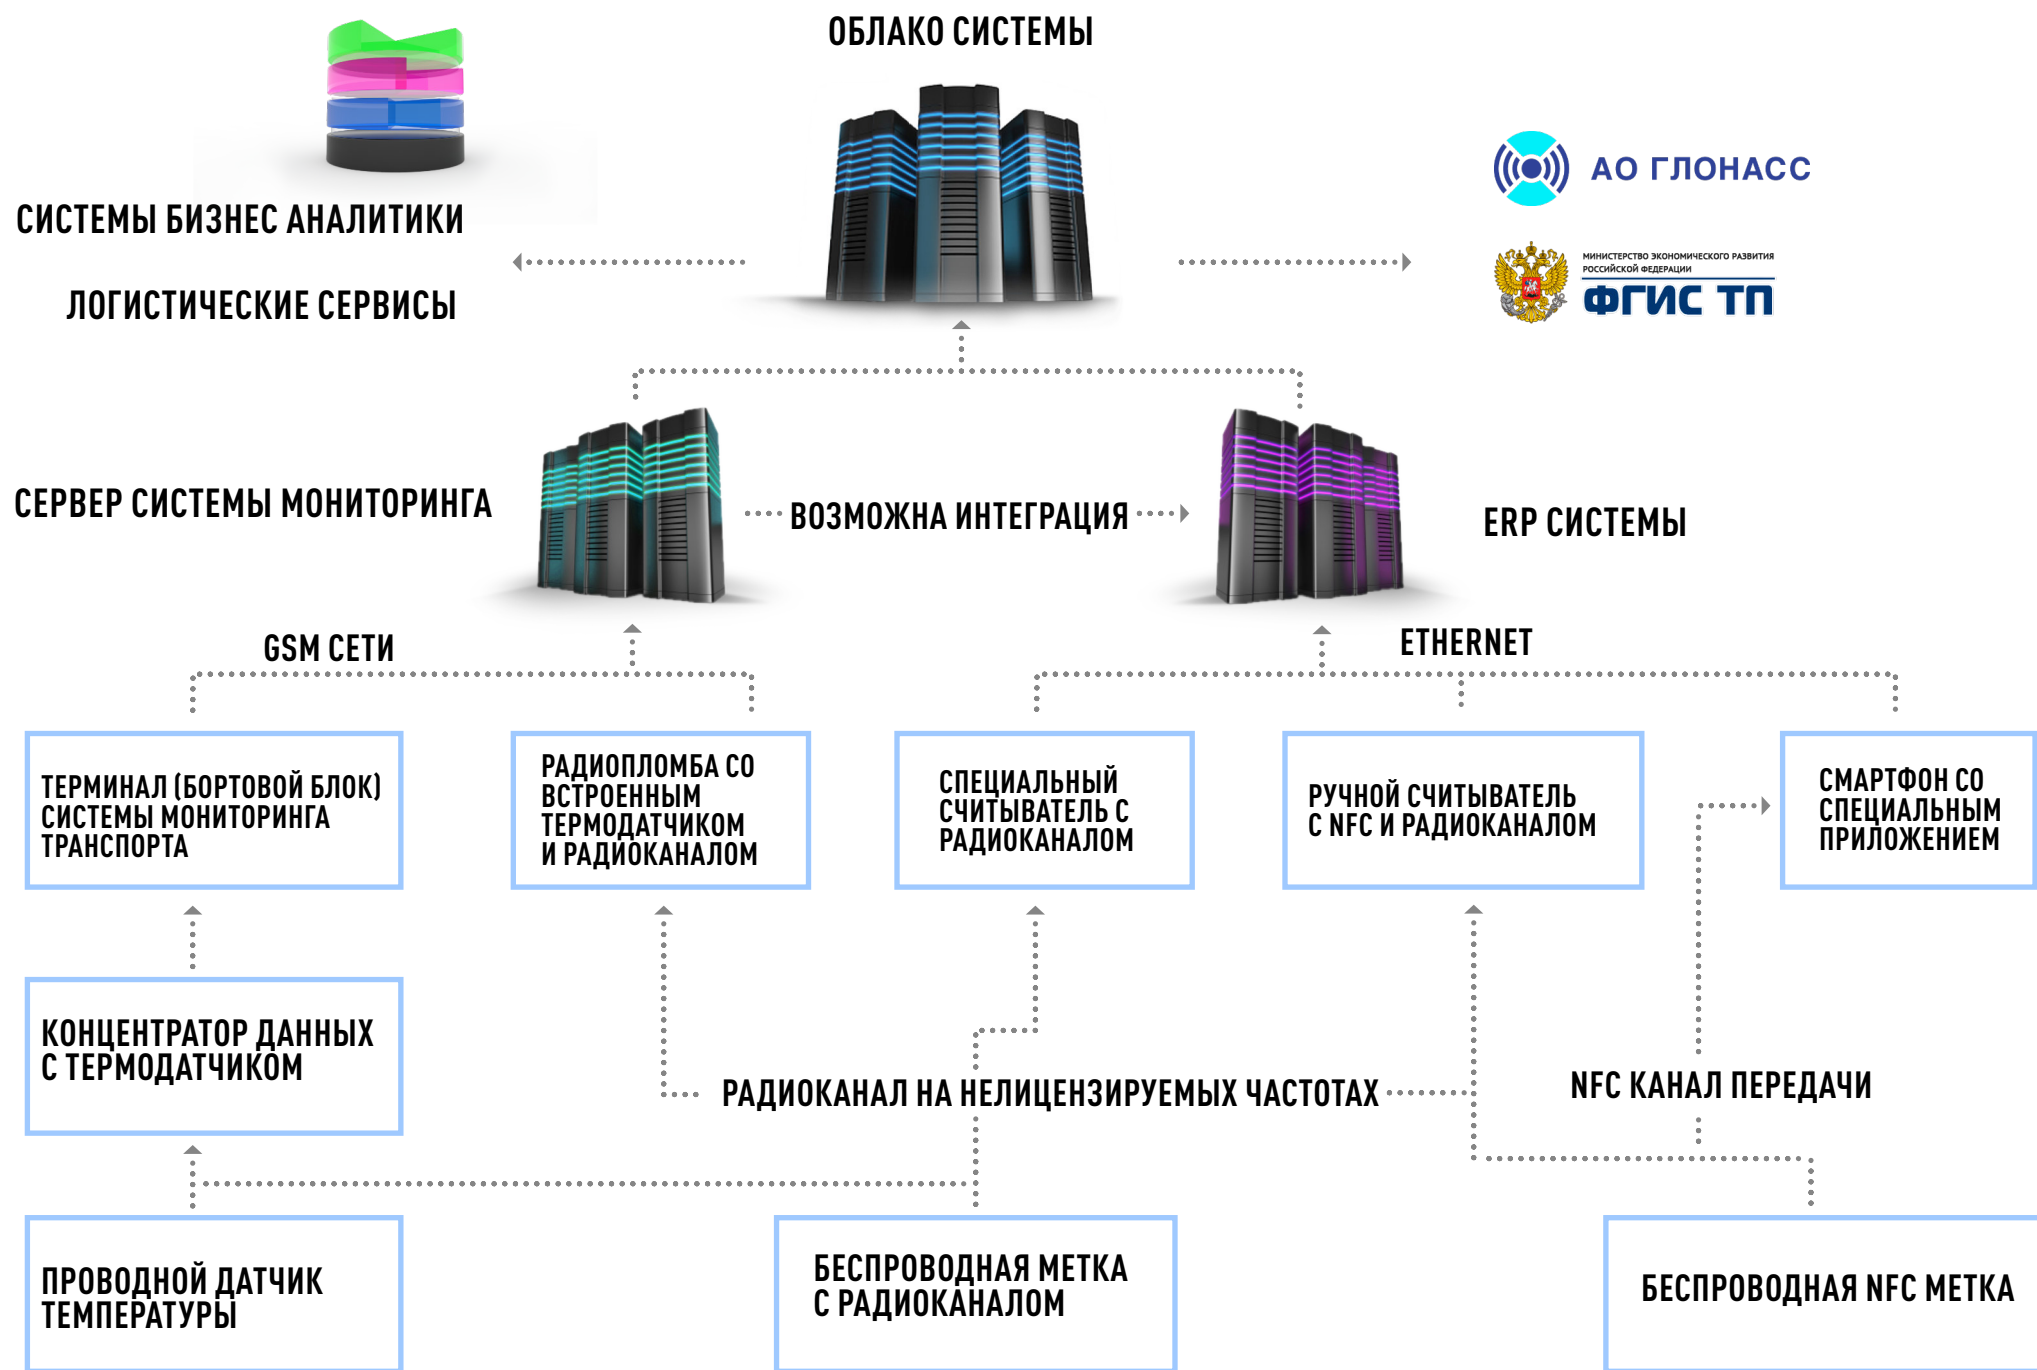 ОБЛАКО СИСТЕМЫ
АО ГЛОНАСС
СИСТЕМЫ БИЗНЕС АНАЛИТИКИ
ЛОГИСТИЧЕСКИЕ СЕРВИСЫ
МИНИСТЕРСТВО ЭКОНОМИЧЕСКОГО РАЗВИТИЯ
РОССИЙСКОЙ ФЕДЕРАЦИИ
ФГИС ТП
СЕРВЕР СИСТЕМЫ МОНИТОРИНГА
ВОЗМОЖНА ИНТЕГРАЦИЯ
ERP СИСТЕМЫ
GSM СЕТИ
ETHERNET
ТЕРМИНАЛ (БОРТОВОЙ БЛОК)
СИСТЕМЫ МОНИТОРИНГА
ТРАНСПОРТА
РАДИОПЛОМБА СО
ВСТРОЕННЫМ
ТЕРМОДАТЧИКОМ
И РАДИОКАНАЛОМ
СПЕЦИАЛЬНЫЙ
СЧИТЫВАТЕЛЬ С
РАДИОКАНАЛОМ
РУЧНОЙ СЧИТЫВАТЕЛЬ
С NFC И РАДИОКАНАЛОМ
СМАРТФОН СО
СПЕЦИАЛЬНЫМ
ПРИЛОЖЕНИЕМ
КОНЦЕНТРАТОР ДАННЫХ
С ТЕРМОДАТЧИКОМ
РАДИОКАНАЛ НА НЕЛИЦЕНЗИРУЕМЫХ ЧАСТОТАХ
NFC КАНАЛ ПЕРЕДАЧИ
ПРОВОДНОЙ ДАТЧИК
ТЕМПЕРАТУРЫ
БЕСПРОВОДНАЯ МЕТКА
С РАДИОКАНАЛОМ
БЕСПРОВОДНАЯ NFC МЕТКА